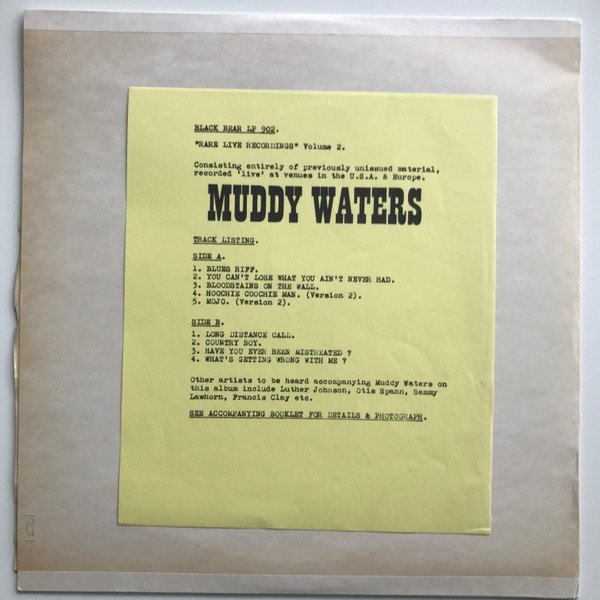 BLACK BEAR LP 902.
"RARE LIVE RECORDINGS" Volume 2.
Consisting entirely of previously unissued material,
recorded 'live' at venues in the U.S.A. & Europe.
MUDDY WATERS
TRACK LISTING.
SIDE A.
1. BLUES RIFF.
2. YOU CAN'T LOSE WHAT YOU AIN'T NEVER HAD.
3. BLOODSTAINS ON THE WALL.
4. HOOCHIE COOCHIE MAN. (Version 2).
5. MOJO. (Version 2).
SIDE B.
1. LONG DISTANCE CALL.
2. COUNTRY BOY.
3. HAVE YOU EVER BEEN MISTREATED ?
4. WHAT'S GETTING WRONG WITH ME ?
Other artists to be heard accompanying Muddy Waters on
this album include Luther Johnson, Otis Spann, Sammy
Lawhorn, Francis Clay etc.
SEE ACCOMPANYING BOOKLET FOR DETAILS & PHOTOGRAPH.